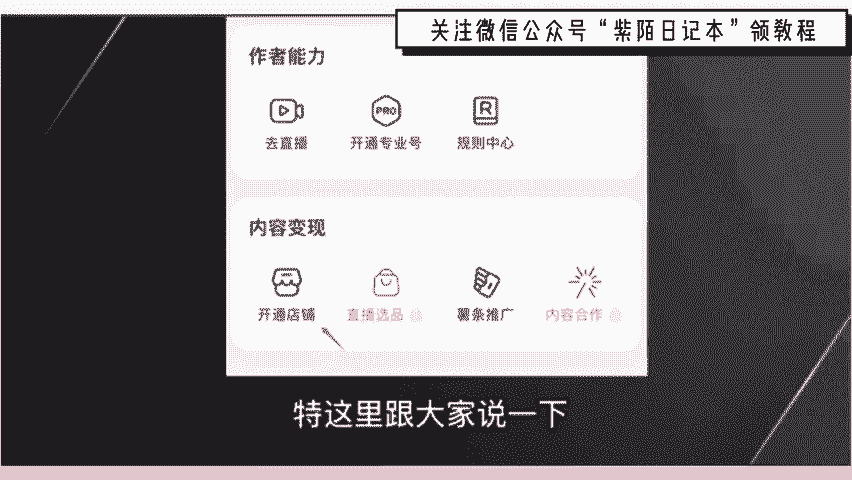 关注微信公众号“紫陌日记本”领教程
作者能力
PRO
R
去直播 开通专业号 规则中心
内容变现
开通店铺 直播选品 薯条推广 内容合作
特这里跟大家说一下